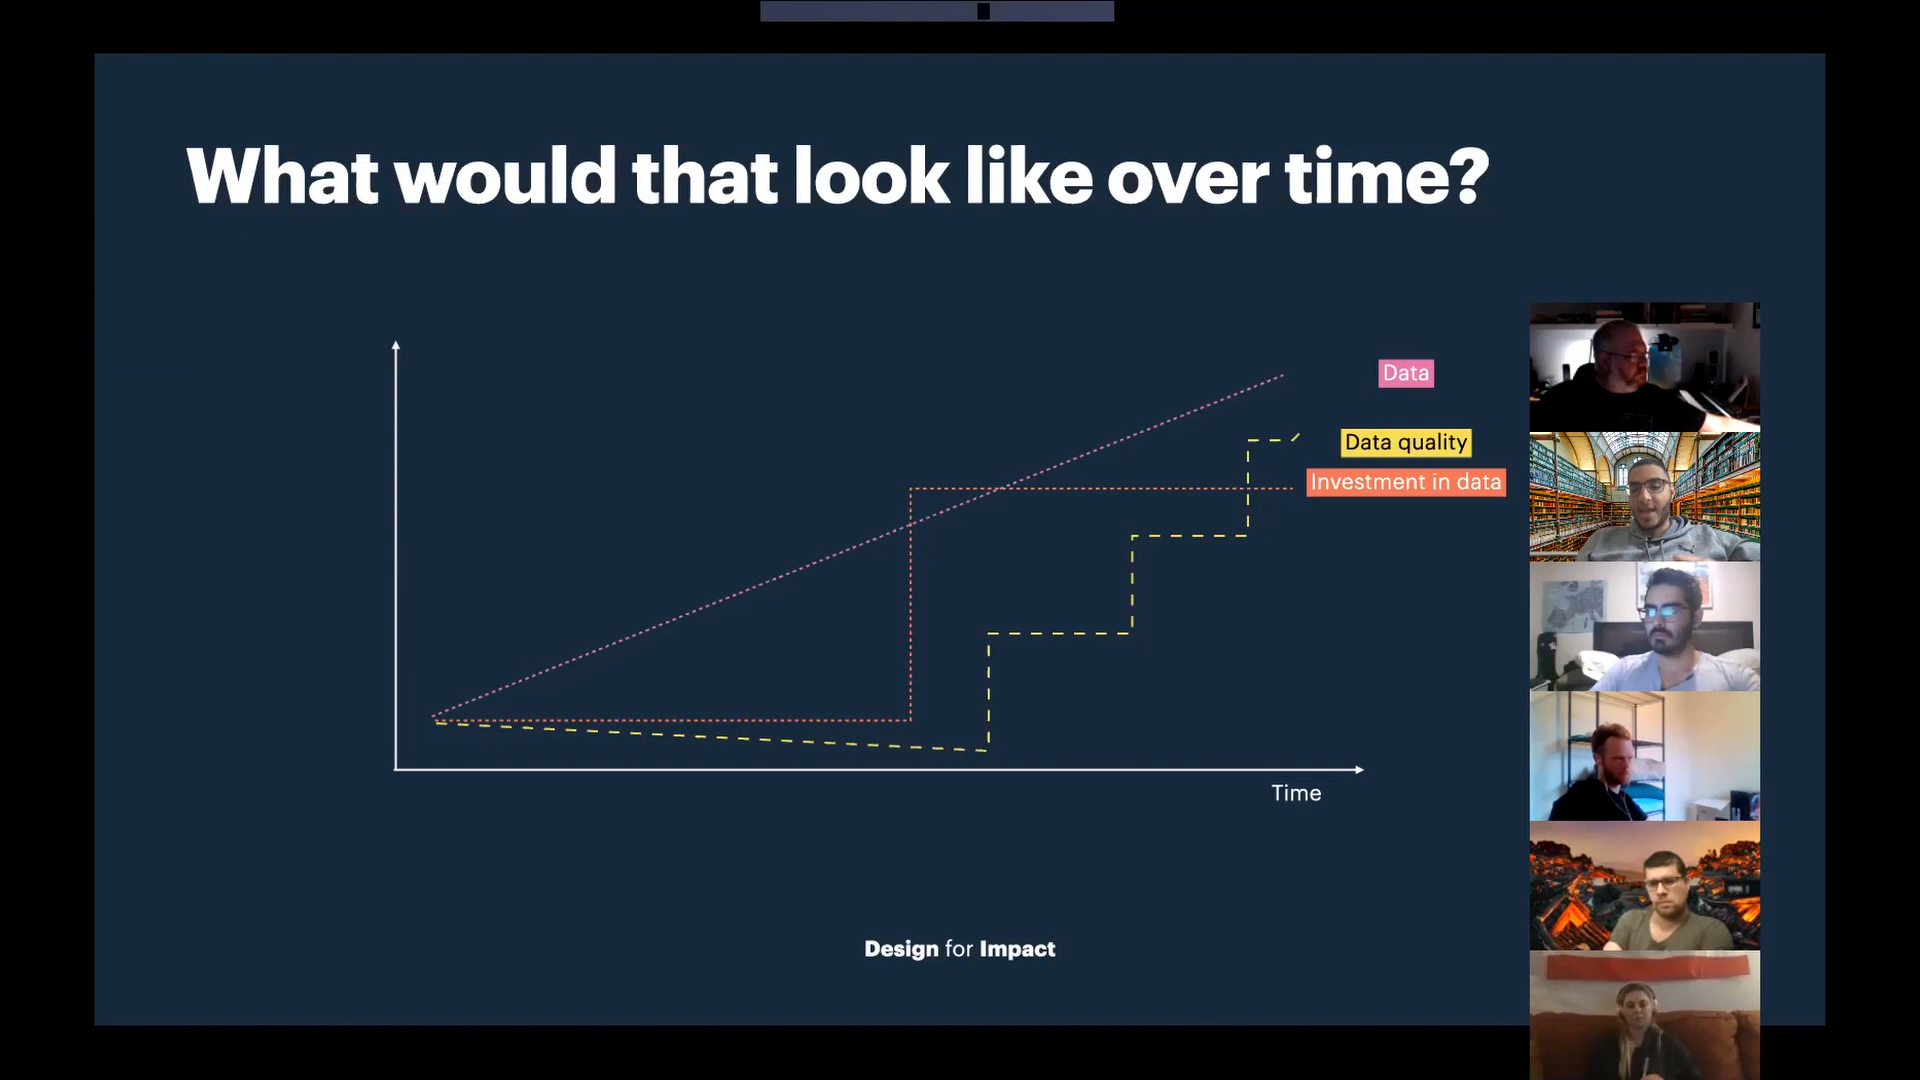 What would that look like over time?
Data
Data quality
Investment in data
Time
Design for Impact